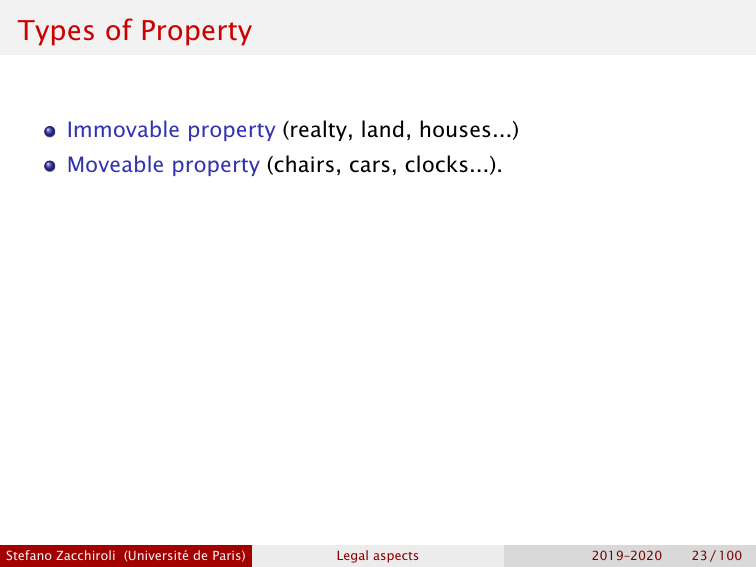 Types of Property
Immovable property (realty, land, houses...)
Moveable property (chairs, cars, clocks...).
Stefano Zacchiroli (Université de Paris) Legal aspects 2019–2020 23 / 100